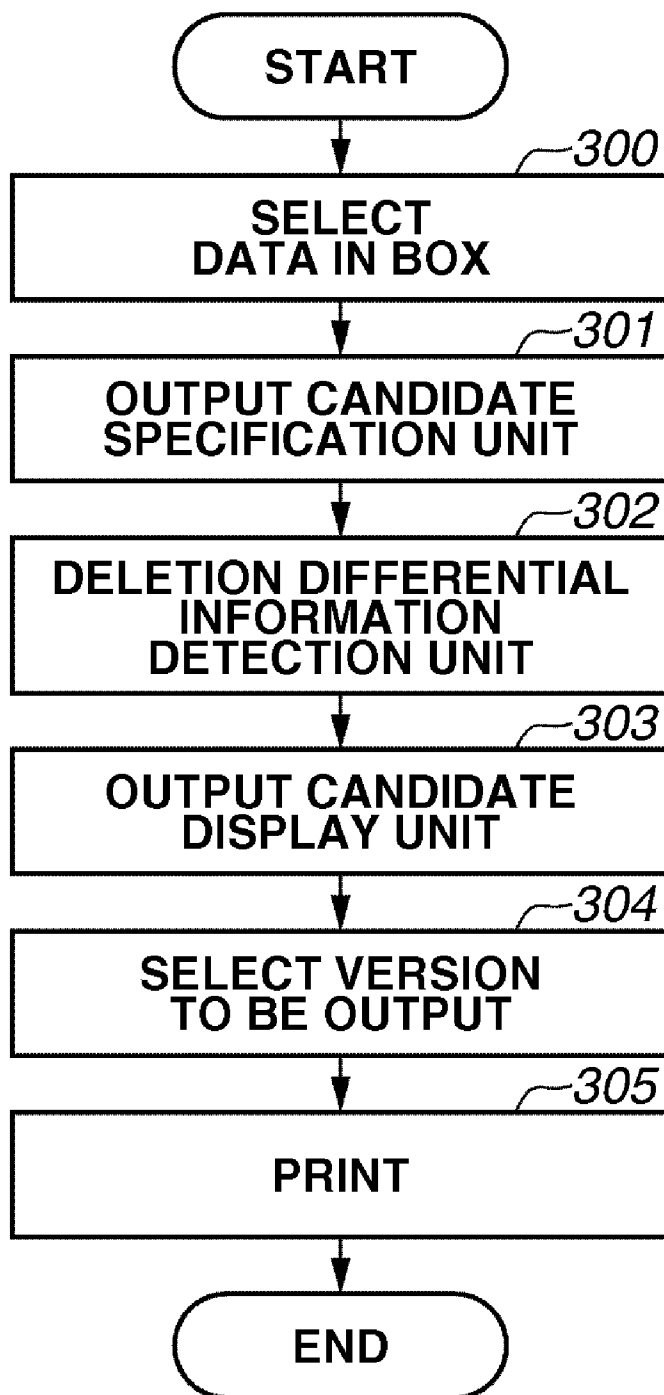 START
300
SELECT
DATA IN BOX
301
OUTPUT CANDIDATE
SPECIFICATION UNIT
302
DELETION DIFFERENTIAL
INFORMATION
DETECTION UNIT
303
OUTPUT CANDIDATE
DISPLAY UNIT
304
SELECT VERSION
TO BE OUTPUT
305
PRINT
END